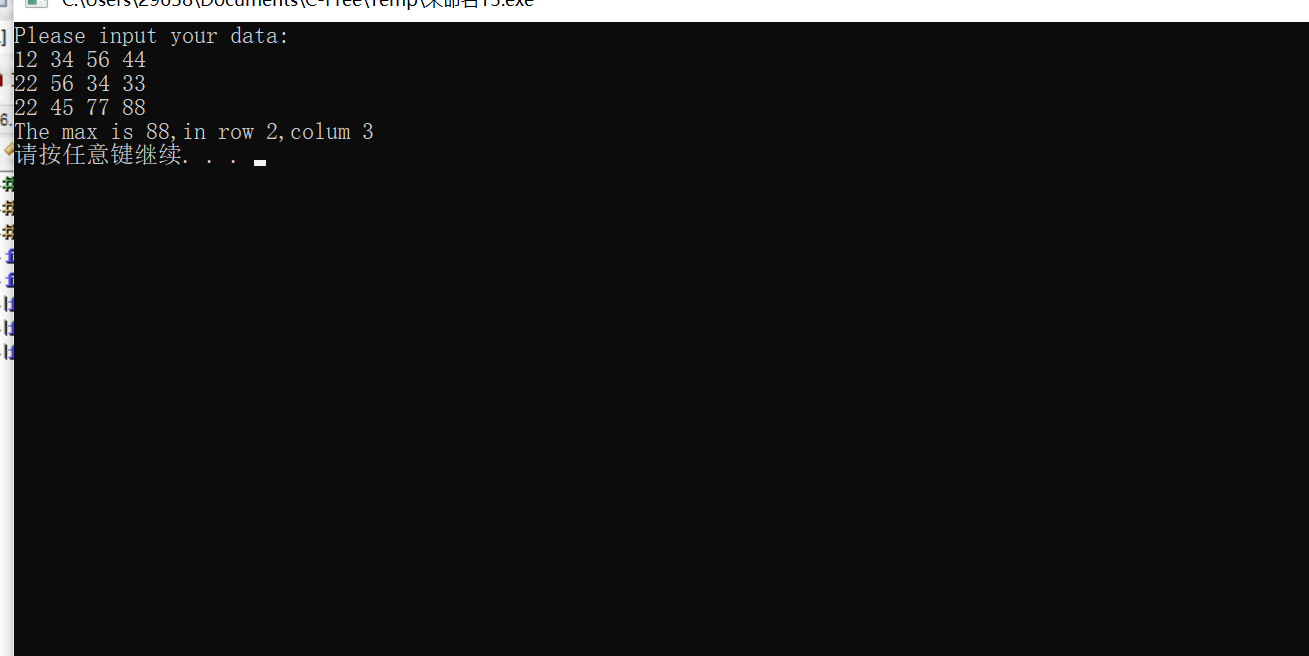 Please input your data:
12 34 56 44
22 56 34 33
22 45 77 88
The max is 88,in row 2,colum 3
请按任意键继续. . .